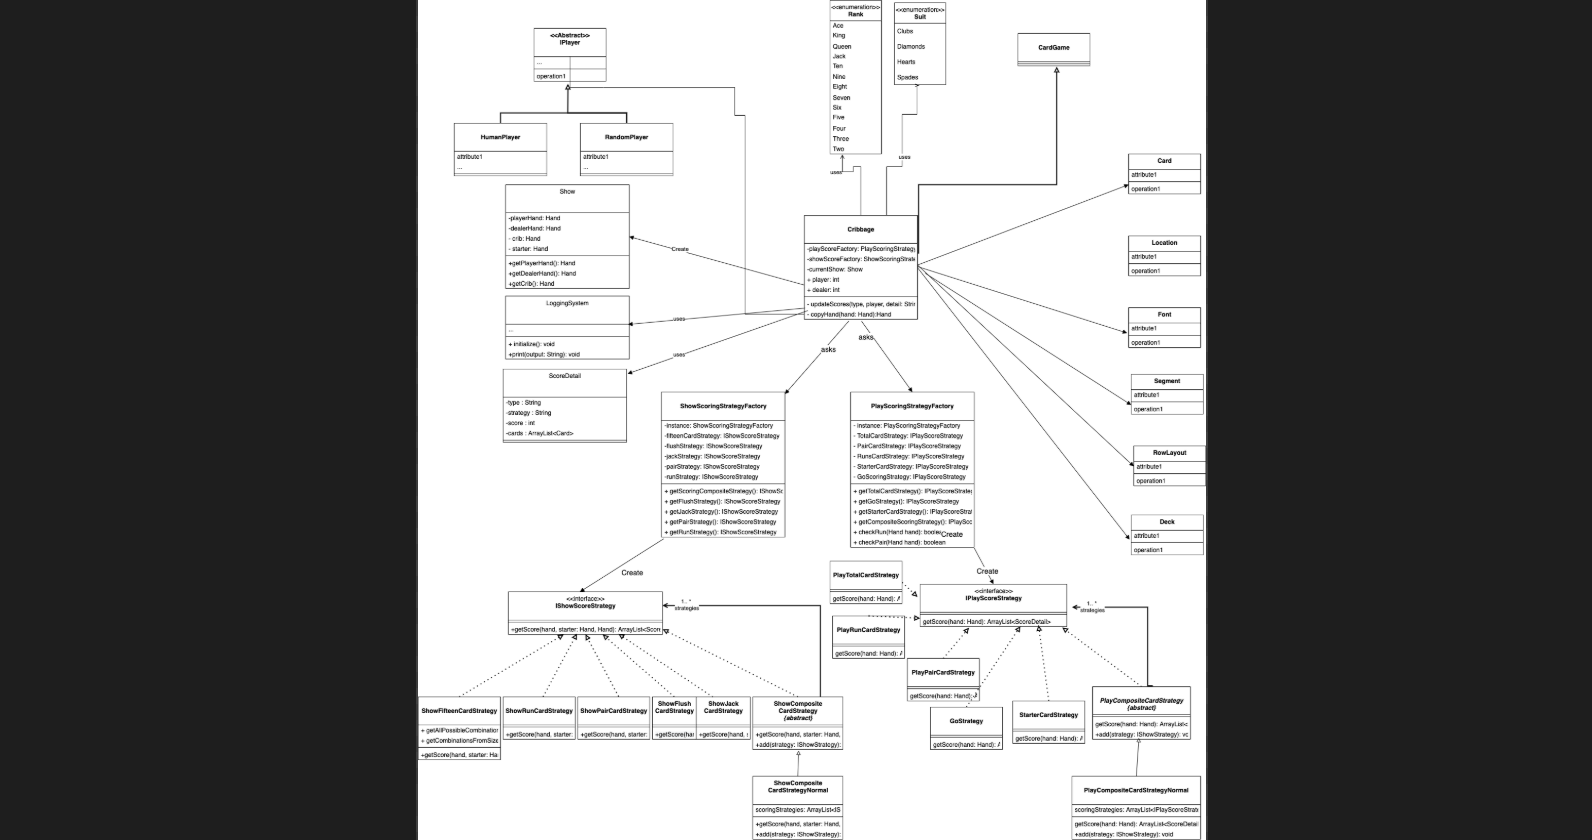 <<Abstract>>
IPlayer
...
operation1
HumanPlayer
attribute1
...
RandomPlayer
attribute1
...
<<enumeration>>
Rank
Ace
King
Queen
Jack
Ten
Nine
Eight
Seven
Six
Five
Four
Three
Two
<<enumeration>>
Suit
Clubs
Diamonds
Hearts
Spades
CardGame
uses
uses
Show
-playerHand: Hand
-dealerHand: Hand
- crib: Hand
- starter: Hand
+getPlayerHand(): Hand
+getDealerHand(): Hand
+getCrib(): Hand
Create
LoggingSystem
...
+ initialize(): void
+print(output: String): void
uses
ScoreDetail
-type : String
-strategy : String
-score : int
-cards : ArrayList<Card>
uses
Cribbage
-playScoreFactory: PlayScoringStrateg
-showScoreFactory: ShowScoringStrate
-currentShow: Show
+ player: int
+ dealer: int
- updateScores(type, player, detail: Strin
- copyHand(hand: Hand):Hand
Card
attribute1
operation1
Location
attribute1
operation1
Font
attribute1
operation1
Segment
attribute1
operation1
RowLayout
attribute1
operation1
Deck
attribute1
operation1
asks
asks
ShowScoringStrategyFactory
-instance: ShowScoringStrategyFactory
-fifteenCardStrategy: IShowScoreStrategy
-flushStrategy: IShowScoreStrategy
-jackStrategy: IShowScoreStrategy
-pairStrategy: IShowScoreStrategy
-runStrategy: IShowScoreStrategy
+ getScoringCompositeStrategy(): IShowSc
+ getFlushStrategy(): IShowScoreStrategy
+ getJackStrategy(): IShowScoreStrategy
+ getPairStrategy(): IShowScoreStrategy
+ getRunStrategy(): IShowScoreStrategy
PlayScoringStrategyFactory
- instance: PlayScoringStrategyFactory
- TotalCardStrategy: IPlayScoreStrategy
- PairCardStrategy: IPlayScoreStrategy
- RunsCardStrategy: IPlayScoreStrategy
- StarterCardStrategy: IPlayScoreStrategy
- GoScoringStrategy: IPlayScoreStrategy
+ getTotalCardStrategy(): IPlayScoreStrateg
+ getGoStrategy(): IPlayScoreStrategy
+ getStarterCardStrategy(): IPlayScoreStrat
+ getCompositeScoringStrategy(): IPlaySc
+ checkRun(Hand hand): boole
Create
+ checkPair(Hand hand): boolean
Create
Create
<<interface>>
IShowScoreStrategy
+getScore(hand, starter: Hand, Hand): ArrayList<Scor
1.. *
strategies
PlayTotalCardStrategy
getScore(hand: Hand):
<<interface>>
IPlayScoreStrategy
getScore(hand: Hand): ArrayList<ScoreDetail>
1.. *
strategies
PlayRunCardStrategy
getScore(hand: Hand):
PlayPairCardStrategy
getScore(hand: Hand):
GoStrategy
getScore(hand: Hand):
StarterCardStrategy
getScore(hand: Hand):
PlayCompositeCardStrategy
(abstract)
getScore(hand: Hand): ArrayList<
+add(strategy: IShowStrategy): vc
ShowFifteenCardStrategy
+ getAllPossibleCombination
+ getCombinationsFromSize
+getScore(hand, starter: Ha
ShowRunCardStrategy
+getScore(hand, starter:
ShowPairCardStrategy
+getScore(hand, starter:
ShowFlush
CardStrategy
+getScore(har
ShowJack
CardStrategy
+getScore(hand, s
ShowComposite
CardStrategy
(abstract)
+getScore(hand, starter: Hand,
+add(strategy: IShowStrategy):
ShowComposite
CardStrategyNormal
scoringStrategies: ArrayList<IS
+getScore(hand, starter: Hand,
+add(strategy: IShowStrategy):
PlayCompositeCardStrategyNormal
scoringStrategies: ArrayList<IPlayScoreStrate
getScore(hand: Hand): ArrayList<ScoreDetail
+add(strategy: IShowStrategy): void